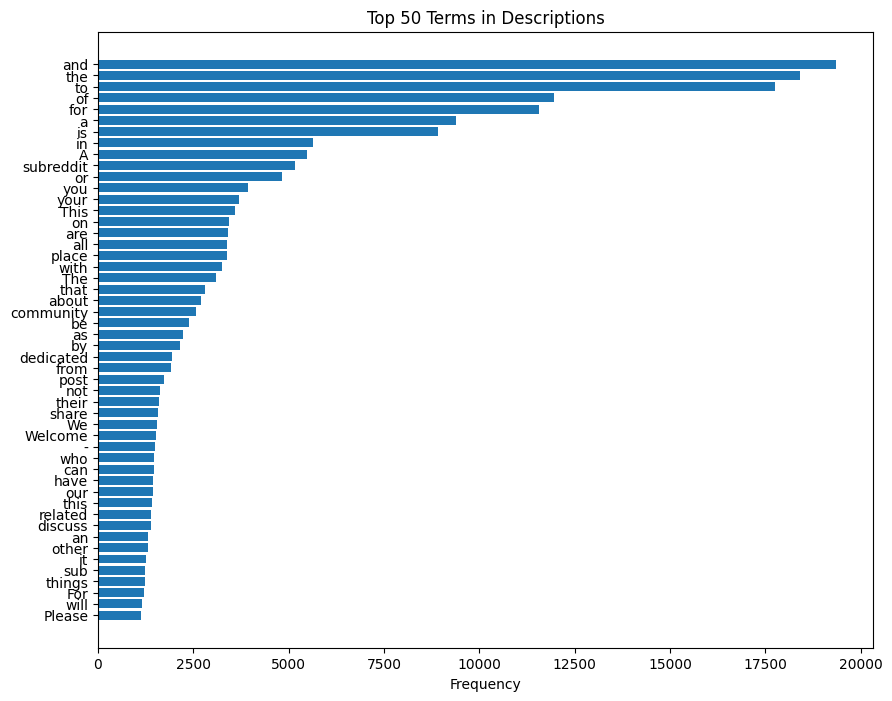 Top 50 Terms in Descriptions
and
the
to
of
for
a
is
in
A
subreddit
or
you
your
This
on
are
all
place
with
The
that
about
community
be
as
by
dedicated
from
post
not
their
share
We
Welcome
-
who
can
have
our
this
related
discuss
an
other
it
sub
things
For
will
Please
0 2500 5000 7500 10000 12500 15000 17500 20000
Frequency